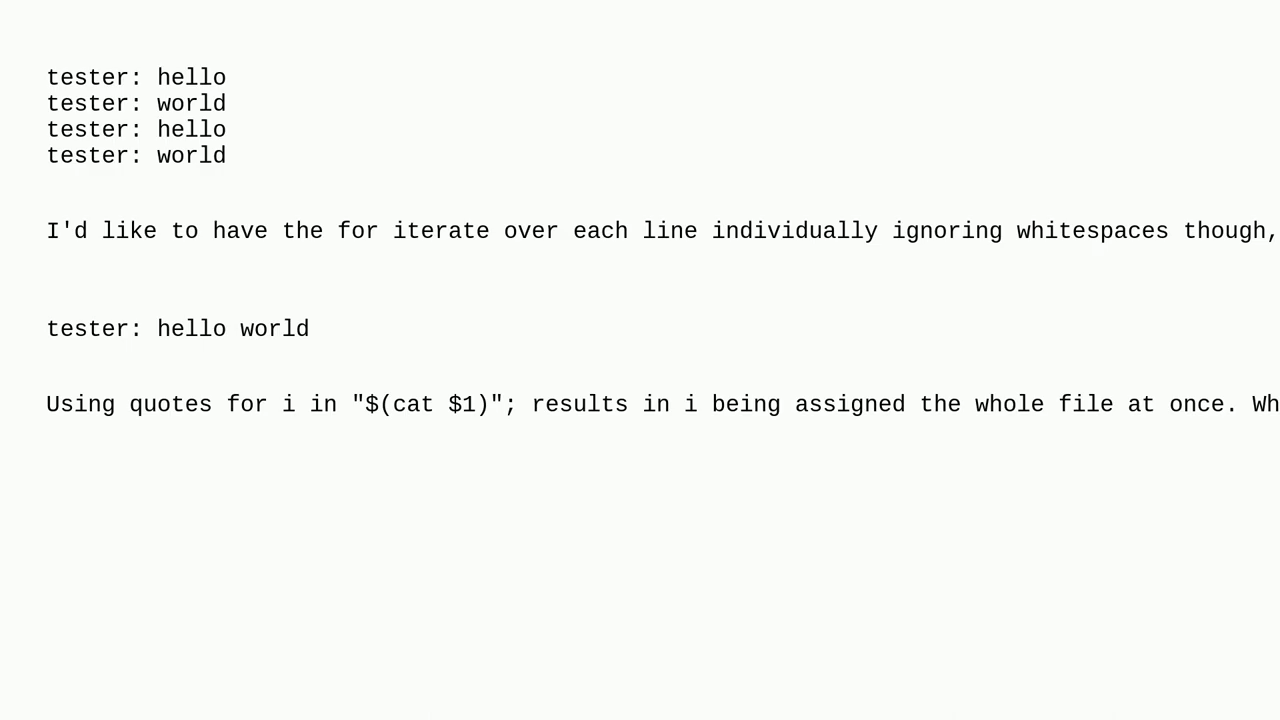 tester: hello
tester: world
tester: hello
tester: world
I'd like to have the for iterate over each line individually ignoring whitespaces though,
tester: hello world
Using quotes for i in "$(cat $1)"; results in i being assigned the whole file at once. Wh